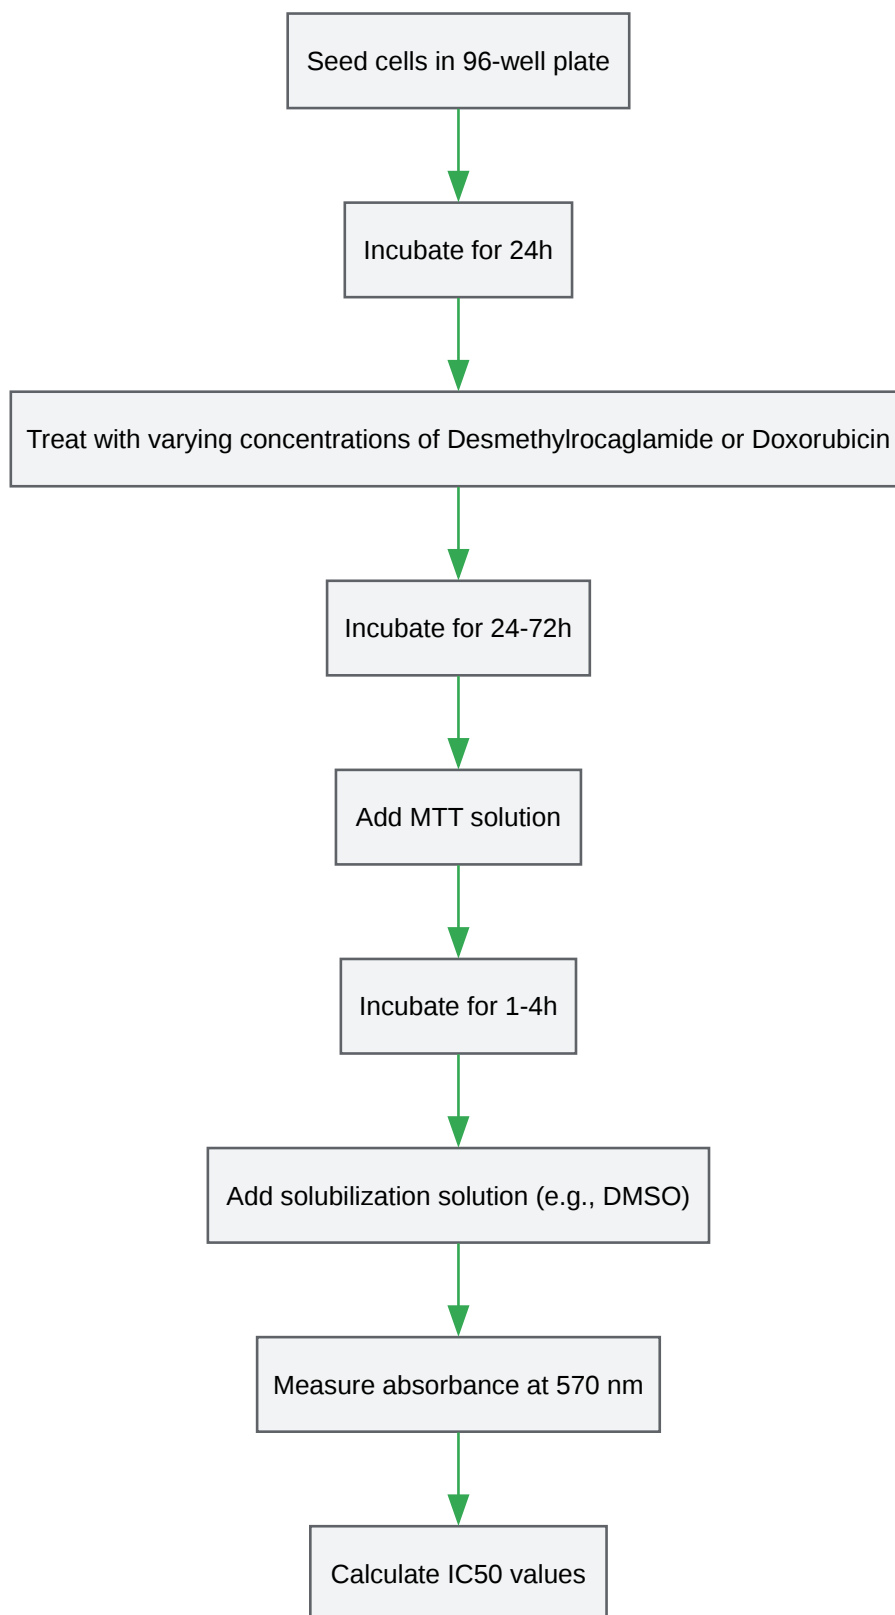 Seed cells in 96-well plate
Incubate for 24h
Treat with varying concentrations of Desmethylrocaglamide or Doxorubicin
Incubate for 24-72h
Add MTT solution
Incubate for 1-4h
Add solubilization solution (e.g., DMSO)
Measure absorbance at 570 nm
Calculate IC50 values